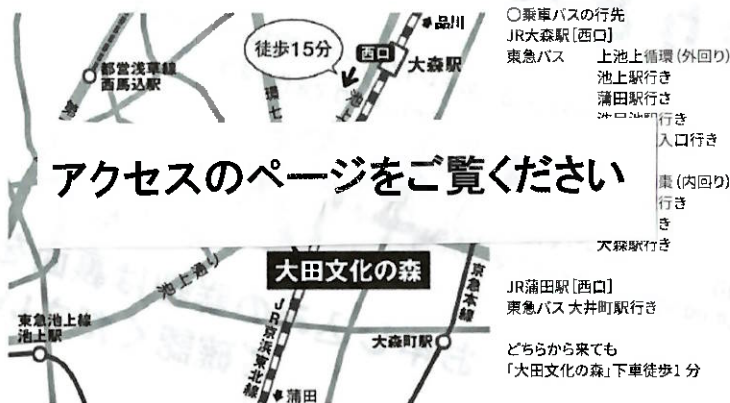 品川
徒歩15分
西口
大森駅
都営浅草線
西馬込駅
環七
池上
アクセスのページをご覧ください
大田文化の森
池上通り
京急本線
JR京浜東北線
東急池上線
池上駅
大森町駅
蒲田
○乗車バスの行先
JR大森駅[西口]
東急バス 上池上循環(外回り)
池上駅行き
蒲田駅行き
行き
入口行き
(内回り)
行き
き
大森駅行き
JR蒲田駅[西口]
東急バス 大井町駅行き
どちらから来ても
「大田文化の森」下車徒歩1 分